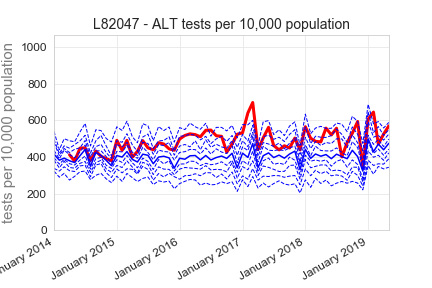 L82047 - ALT tests per 10,000 population
tests per 10,000 population
1000
800
600
400
200
0
nuary 2014
January 2015
January 2016
January 2017
January 2018
January 2019